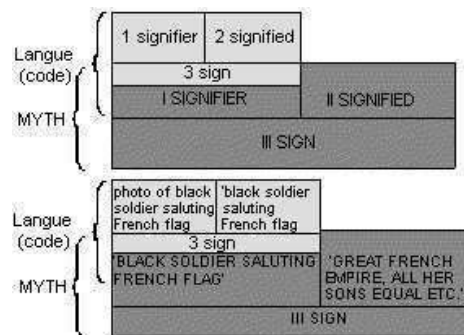 Langue
(code)
MYTH
1 signifier
2 signified
3 sign
I SIGNIFIER
II SIGNIFIED
III SIGN
Langue
(code)
MYTH
photo of black
soldier saluting
French flag
'black soldier
saluting
French flag
3 sign
'BLACK SOLDIER SALUTING
FRENCH FLAG'
'GREAT FRENCH
EMPIRE, ALL HER
SONS EQUAL ETC.'
III SIGN